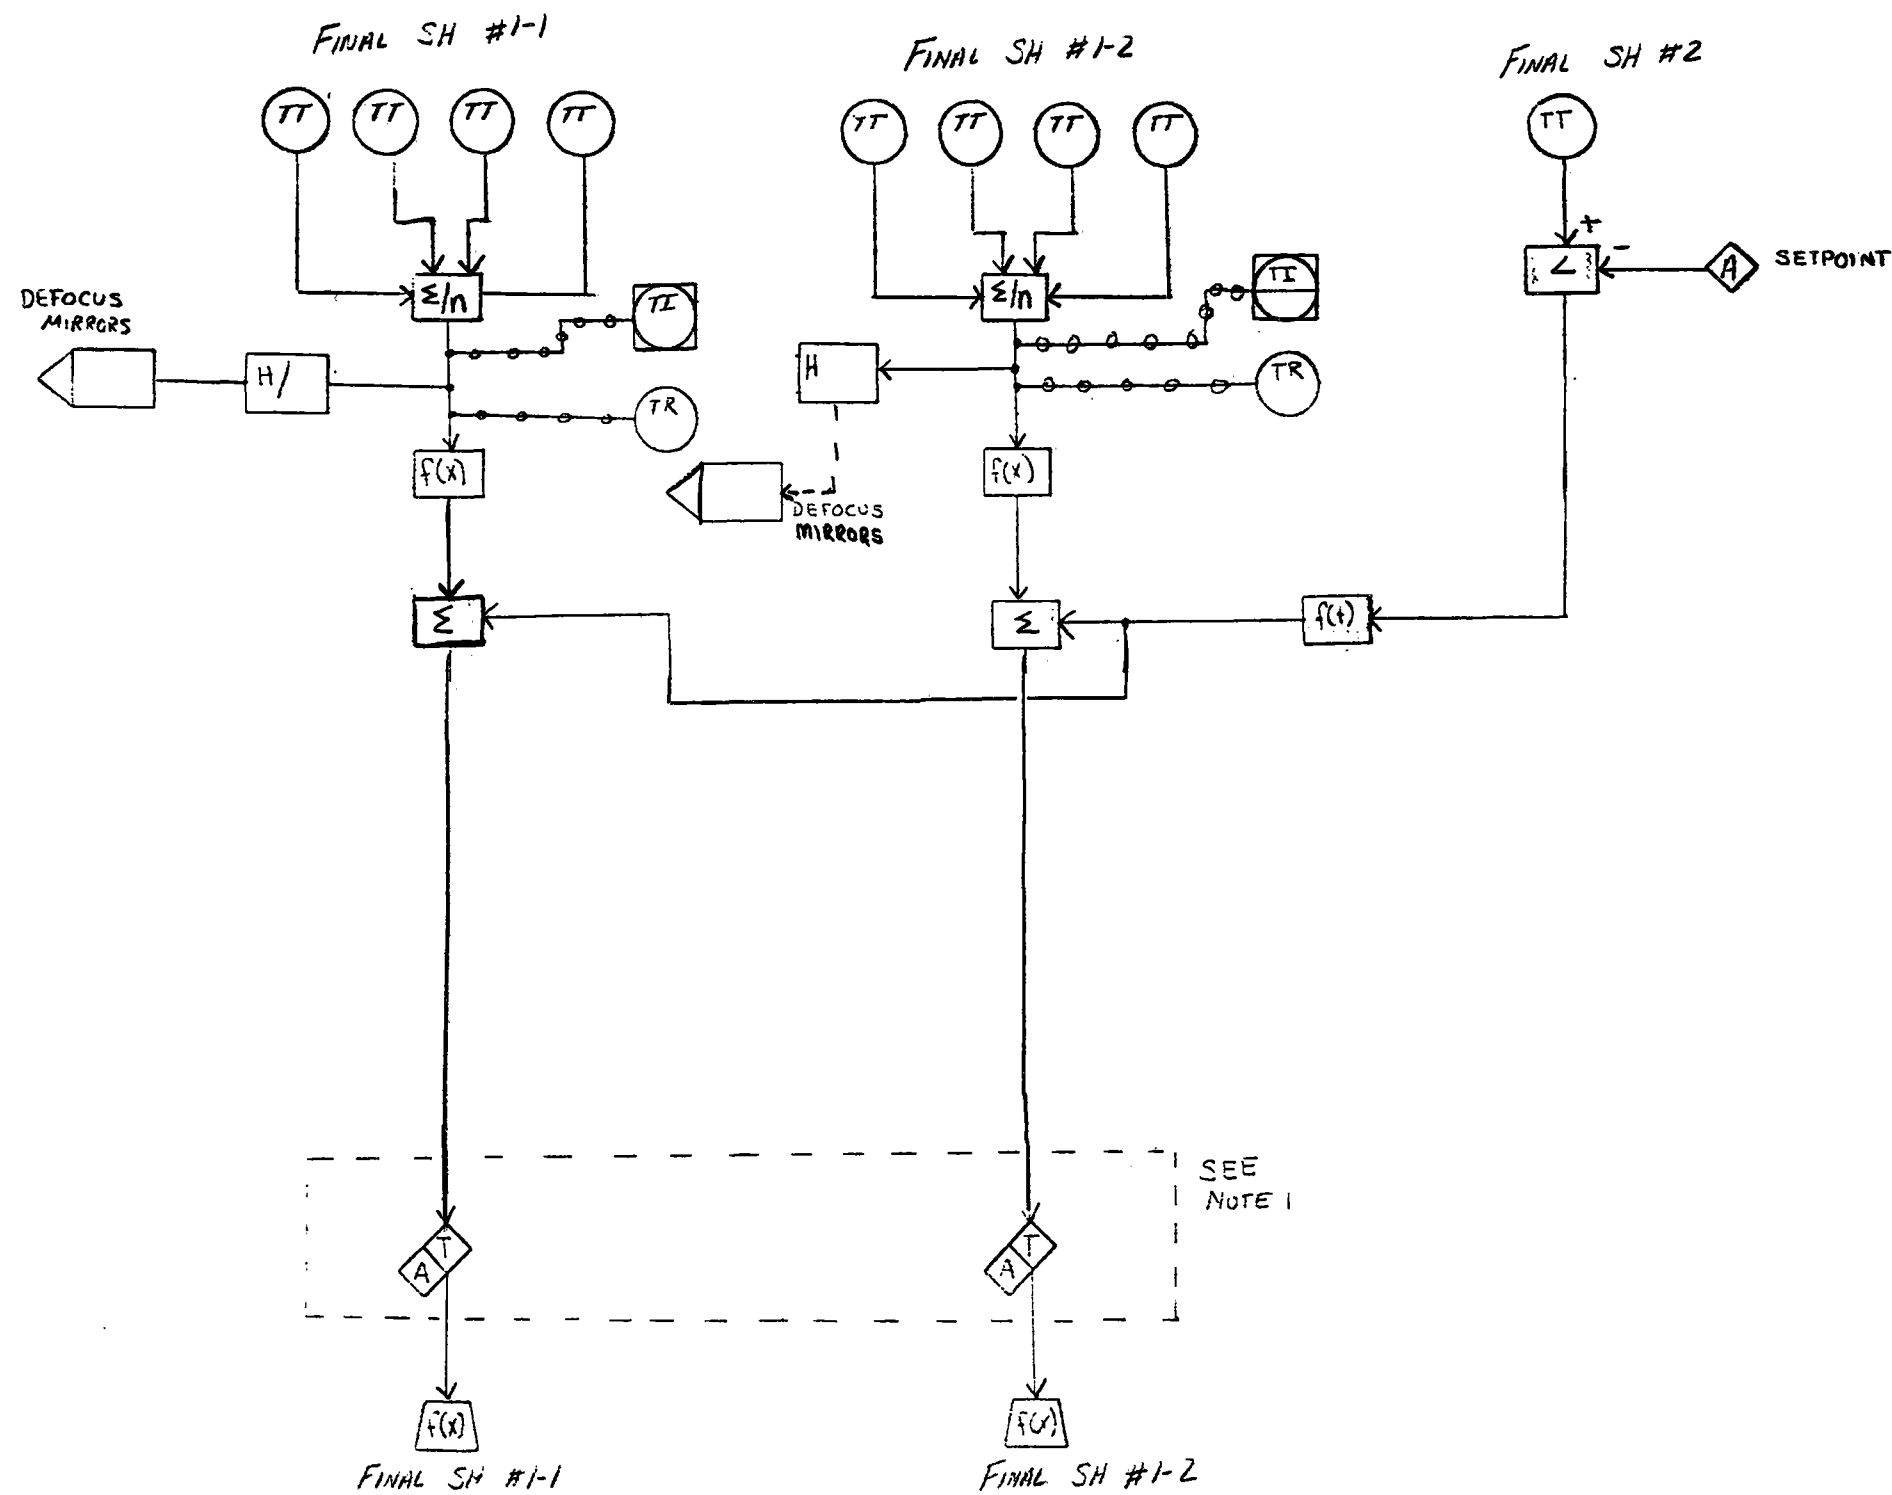 FINAL SH #1-1
FINAL SH #1-2
FINAL SH #2
TT TT TT TT
TT TT TT TT
TT
+
-
Σ/n
Σ/n
<
A
SETPOINT
TI
TI
DEFOCUS
MIRRORS
H/
H
TR
TR
f(x)
f(x)
DEFOCUS
MIRRORS
Σ
Σ
f(t)
SEE
NOTE 1
T
A
T
A
f(x)
f(x)
FINAL SH #1-1
FINAL SH #1-2